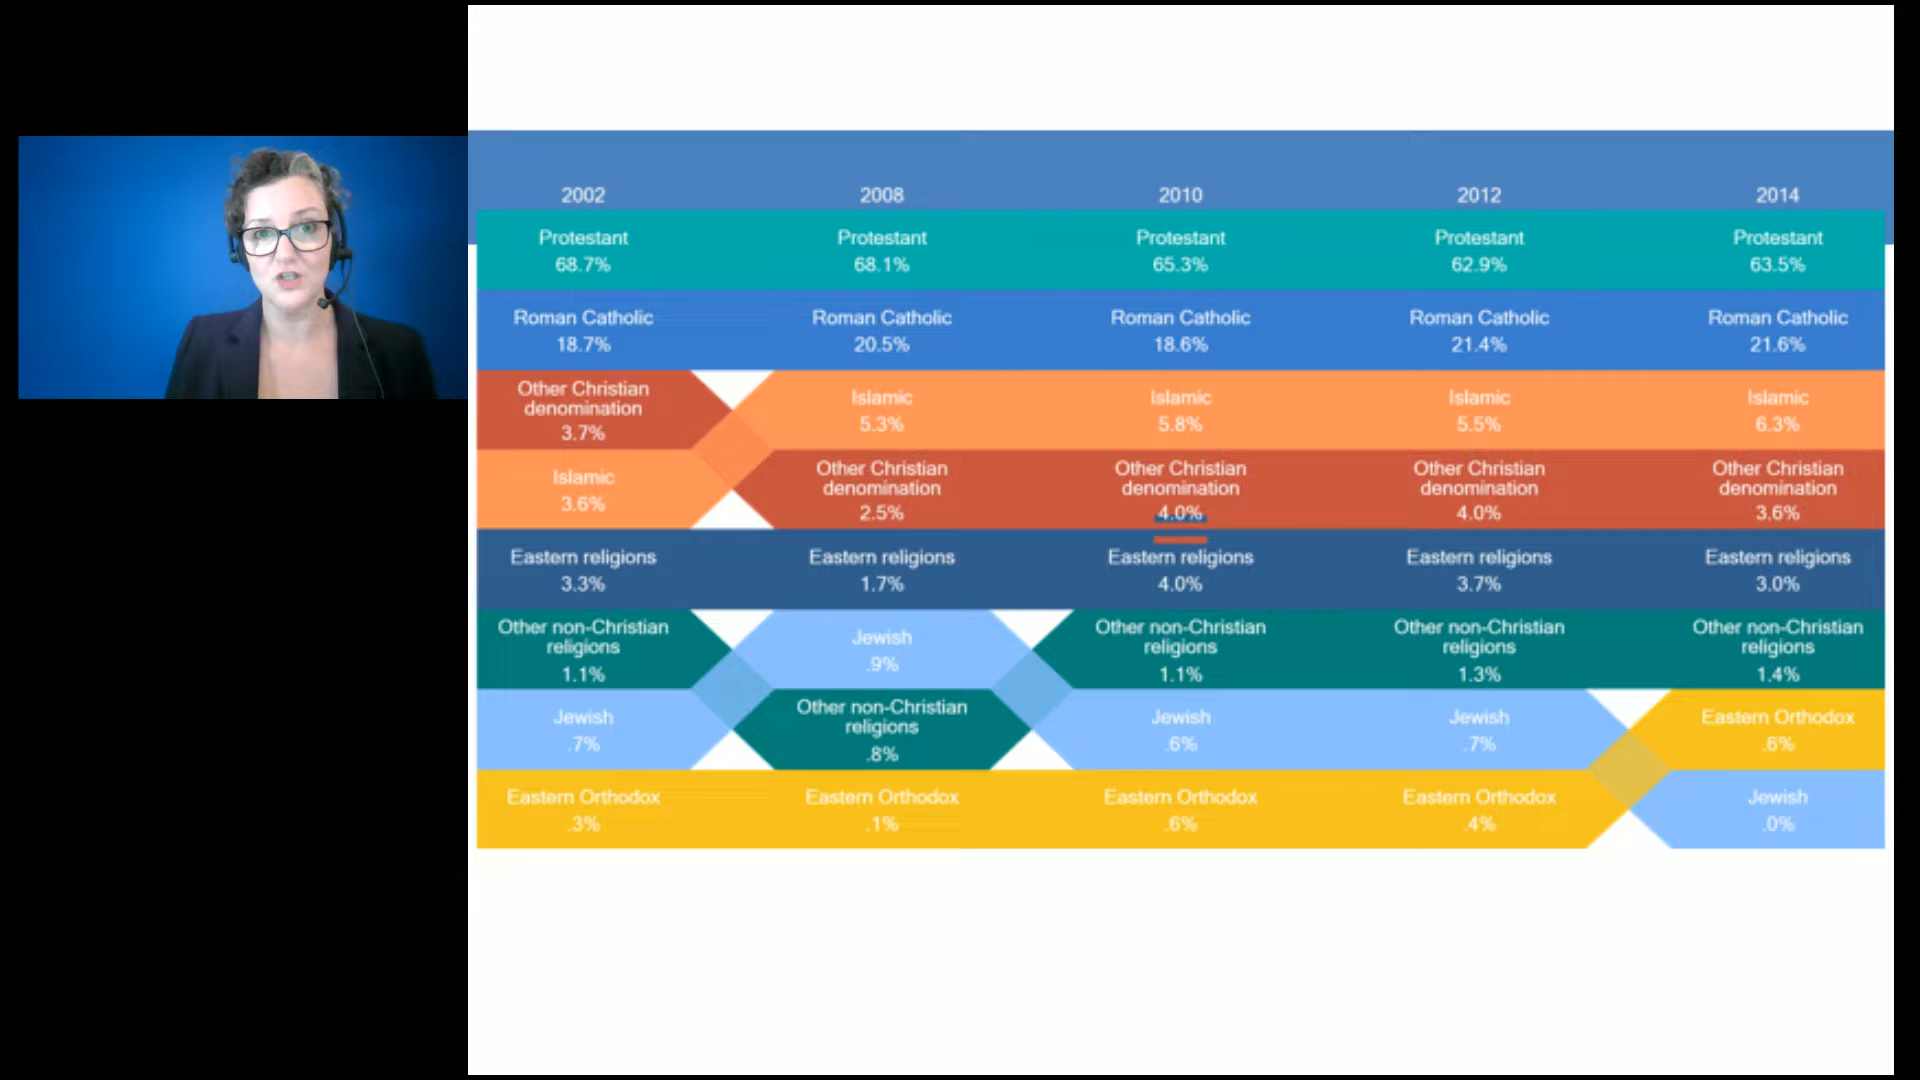 2002 2008 2010 2012 2014
Protestant Protestant Protestant Protestant Protestant
68.7% 68.1% 65.3% 62.9% 63.5%
Roman Catholic Roman Catholic Roman Catholic Roman Catholic Roman Catholic
18.7% 20.5% 18.6% 21.4% 21.6%
Other Christian
denomination
3.7%
Islamic Islamic Islamic Islamic
5.3% 5.8% 5.5% 6.3%
Islamic
3.6%
Other Christian Other Christian Other Christian Other Christian
denomination denomination denomination denomination
2.5% 4.0% 4.0% 3.6%
Eastern religions Eastern religions Eastern religions Eastern religions Eastern religions
3.3% 1.7% 4.0% 3.7% 3.0%
Other non-Christian
religions
1.1%
Jewish
.9%
Other non-Christian Other non-Christian Other non-Christian
religions religions religions
1.1% 1.3% 1.4%
Jewish
.7%
Other non-Christian
religions
.8%
Jewish Jewish Eastern Orthodox
.6% .7% .6%
Eastern Orthodox Eastern Orthodox Eastern Orthodox Eastern Orthodox Jewish
.3% .1% .6% .4% .0%